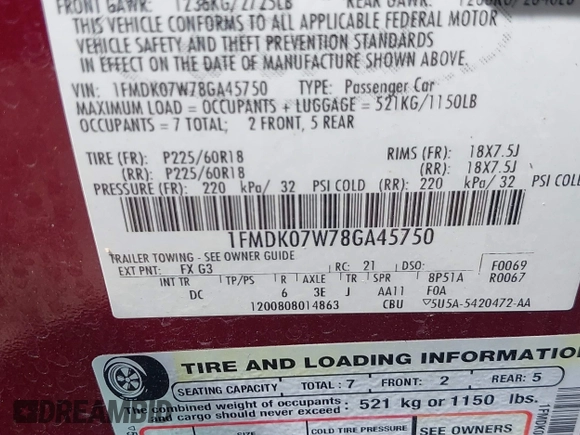 FRONT GAWR: 1236KG/2725LB REAR GAWR:
THIS VEHICLE CONFORMS TO ALL APPLICABLE FEDERAL MOTOR
VEHICLE SAFETY AND THEFT PREVENTION STANDARDS
IN EFFECT ON THE DATE OF MANUFACTURE SHOWN ABOVE.
VIN: 1FMDK07W78GA45750 TYPE: Passenger Car
MAXIMUM LOAD = OCCUPANTS + LUGGAGE = 521KG/1150LB
OCCUPANTS = 7 TOTAL; 2 FRONT, 5 REAR
TIRE (FR): P225/60R18 RIMS (FR): 18X7.5J
(RR): P225/60R18 (RR): 18X7.5J
PRESSURE (FR): 220 kPa/ 32 PSI COLD (RR): 220 kPa/ 32 PSI COLD
1FMDK07W78GA45750
TRAILER TOWING - SEE OWNER GUIDE
EXT PNT: FX G3 RC: 21 DSO: F0069
INT TR TP/PS R AXLE TR SPR 8P51A R0067
DC 6 3E J AA11 F0A
1200808014863 CBU 5U5A-5420472-AA
TIRE AND LOADING INFORMATION
SEATING CAPACITY TOTAL: 7 FRONT: 2 REAR: 5
The combined weight of occupants and cargo should never exceed: 521 kg or 1150 lbs.
SIZE COLD TIRE PRESSURE SEE OWNERS
1FMDK0
DREAMBID